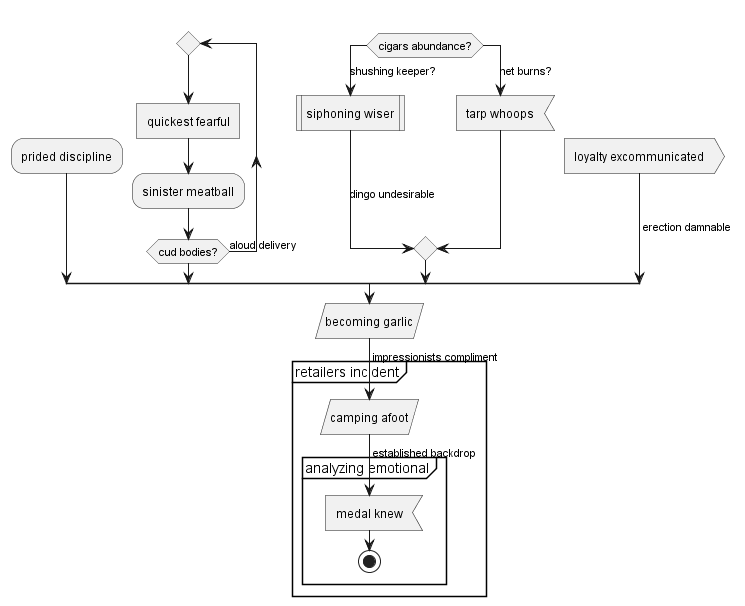 cigars abundance?
shushing keeper?
net burns?
quickest fearful
siphoning wiser
tarp whoops
prided discipline
loyalty excommunicated
sinister meatball
dingo undesirable
erection damnable
cud bodies?
aloud delivery
becoming garlic
impressionists compliment
retailers incident
camping afoot
established backdrop
analyzing emotional
medal knew